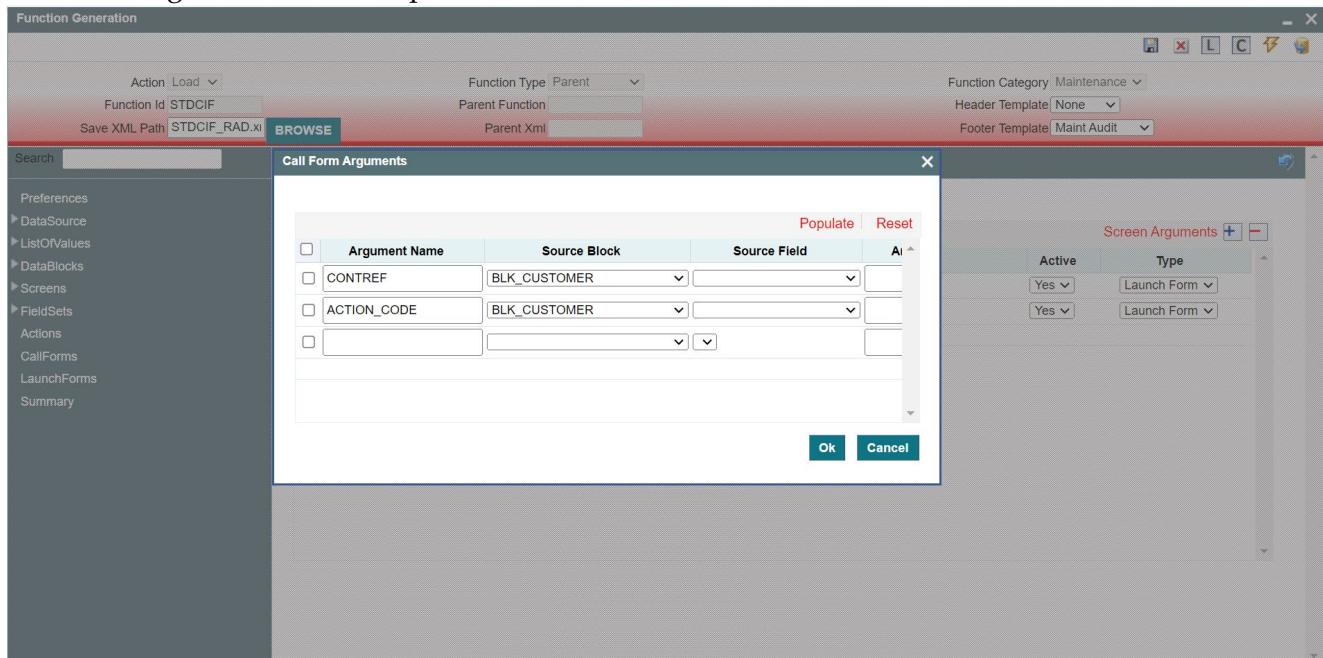 Function Generation
L C
Action Load Function Type Parent Function Category Maintenance
Function Id STDCIF Parent Function Header Template None
Save XML Path STDCIF_RAD.x BROWSE Parent Xml Footer Template Maint Audit
Search Call Form Arguments
Preferences
DataSource Populate Reset Screen Arguments
ListOfValues
Argument Name Source Block Source Field Active Type
DataBlocks
CONTREF BLK_CUSTOMER Yes Launch Form
Screens
ACTION_CODE BLK_CUSTOMER Yes Launch Form
FieldSets
Actions
CallForms
LaunchForms
Summary
Ok Cancel